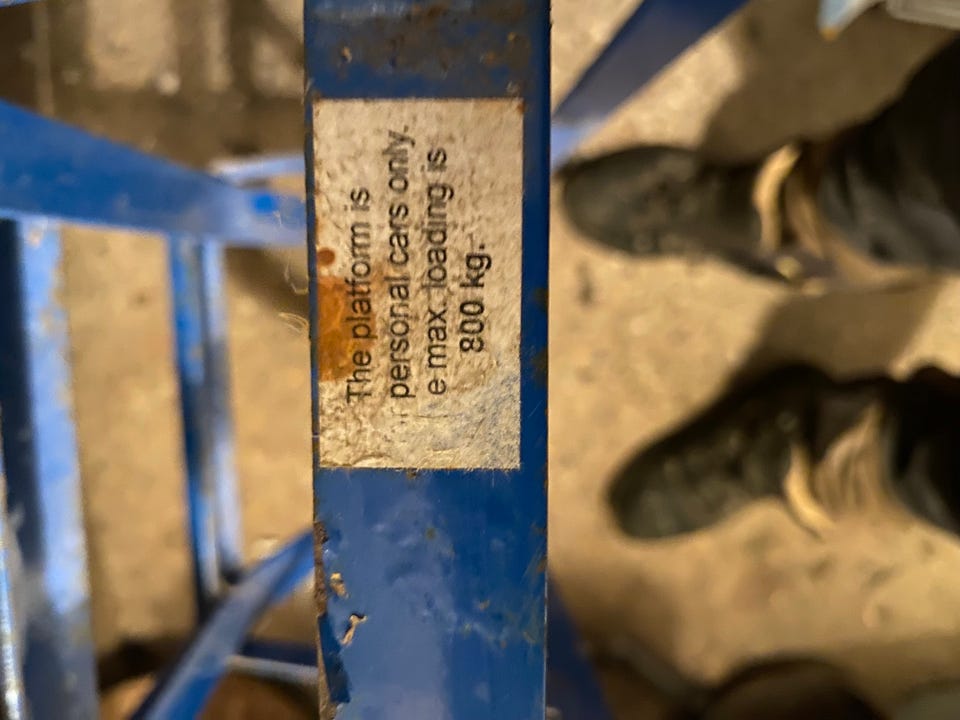 The platform is
personal cars only.
e max. loading is
800 kg.